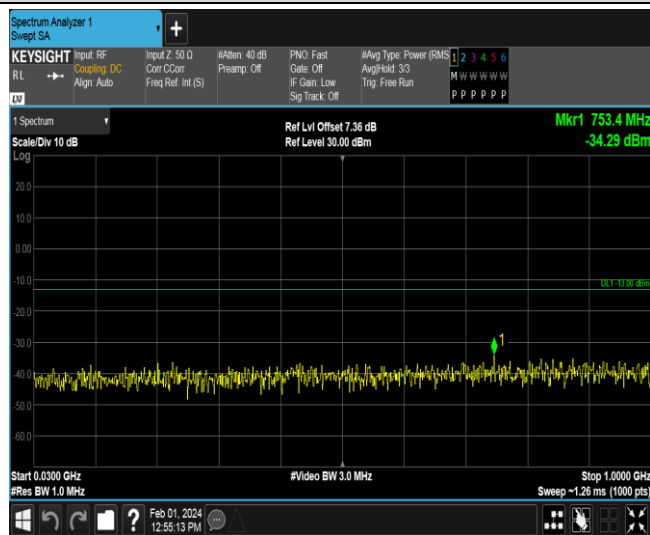 Spectrum Analyzer 1
Swept SA
+
KEYSIGHT Input: RF Input Z: 50 Ω #Atten: 40 dB PNO: Fast #Avg Type: Power (RMS 1 2 3 4 5 6
RL Coupling: DC Corr CCorr Preamp: Off Gate: Off Avg|Hold: 3/3 M W W W W W
Align: Auto Freq Ref: Int (S) IF Gain: Low Trig: Free Run
LXI Sig Track: Off P P P P P P
1 Spectrum Ref Lvl Offset 7.36 dB Mkr1 753.4 MHz
Scale/Div 10 dB Ref Level 30.00 dBm -34.29 dBm
Log
20.0
10.0
0.00
-10.0
DL1 -13.00 dBm
-20.0
-30.0
1
-40.0
-50.0
-60.0
Start 0.0300 GHz #Video BW 3.0 MHz Stop 1.0000 GHz
#Res BW 1.0 MHz Sweep ~1.26 ms (1000 pts)
? Feb 01, 2024
12:55:13 PM